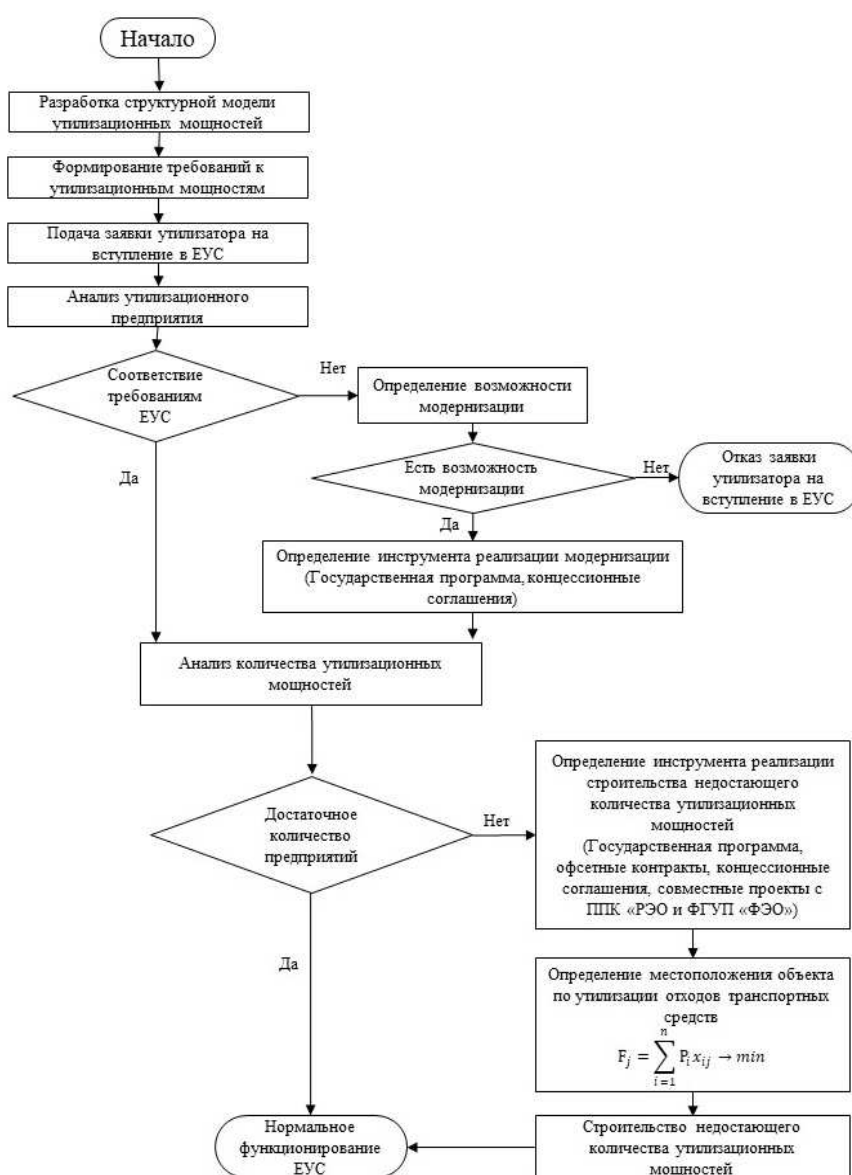 Начало
Разработка структурной модели
утилизационных мощностей
Формирование требований к
утилизационным мощностям
Подача заявки утилизатора на
вступление в ЕУС
Анализ утилизационного
предприятия
Соответствие
требованиям
ЕУС
Нет
Определение возможности
модернизации
Есть возможность
модернизации
Нет
Отказ заявки
утилизатора на
вступление в ЕУС
Да
Да
Определение инструмента реализации модернизации
(Государственная программа, концессионные
соглашения)
Анализ количества утилизационных
мощностей
Достаточное
количество
предприятий
Нет
Определение инструмента реализации
строительства недостающего
количества утилизационных
мощностей
(Государственная программа,
офсетные контракты, концессионные
соглашения, совместные проекты с
ППК «РЭО и ФГУП «ФЭО»)
Да
Определение местоположения объекта
по утилизации отходов транспортных
средств
F_j = \sum_{i=1}^{n} P_i x_{ij} → min
Строительство недостающего
количества утилизационных
мощностей
Нормальное
функционирование
ЕУС